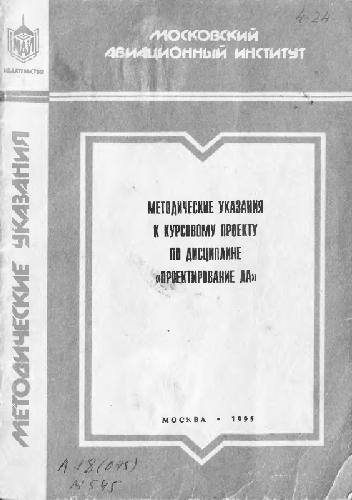 4-24
МАИ
ИЗДАТЕЛЬСТВО
МОСКОВСКИЙ
АВИАЦИОННЫЙ ИНСТИТУТ
МЕТОДИЧЕСКИЕ УКАЗАНИЯ
МЕТОДИЧЕСКИЕ УКАЗАНИЯ
К КУРСОВОМУ ПРОЕКТУ
ПО ДИСЦИПЛИНЕ
«ПРОЕКТИРОВАНИЕ ЛА»
МОСКВА • 1995
А 18(075)
М 545